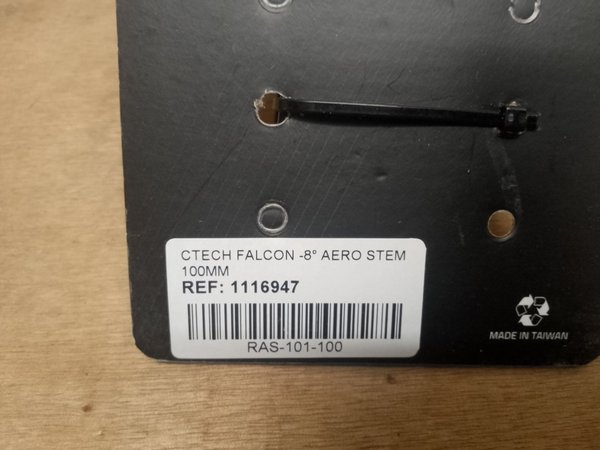 CTECH FALCON -8° AERO STEM
100MM
REF: 1116947
RAS-101-100
MADE IN TAIWAN